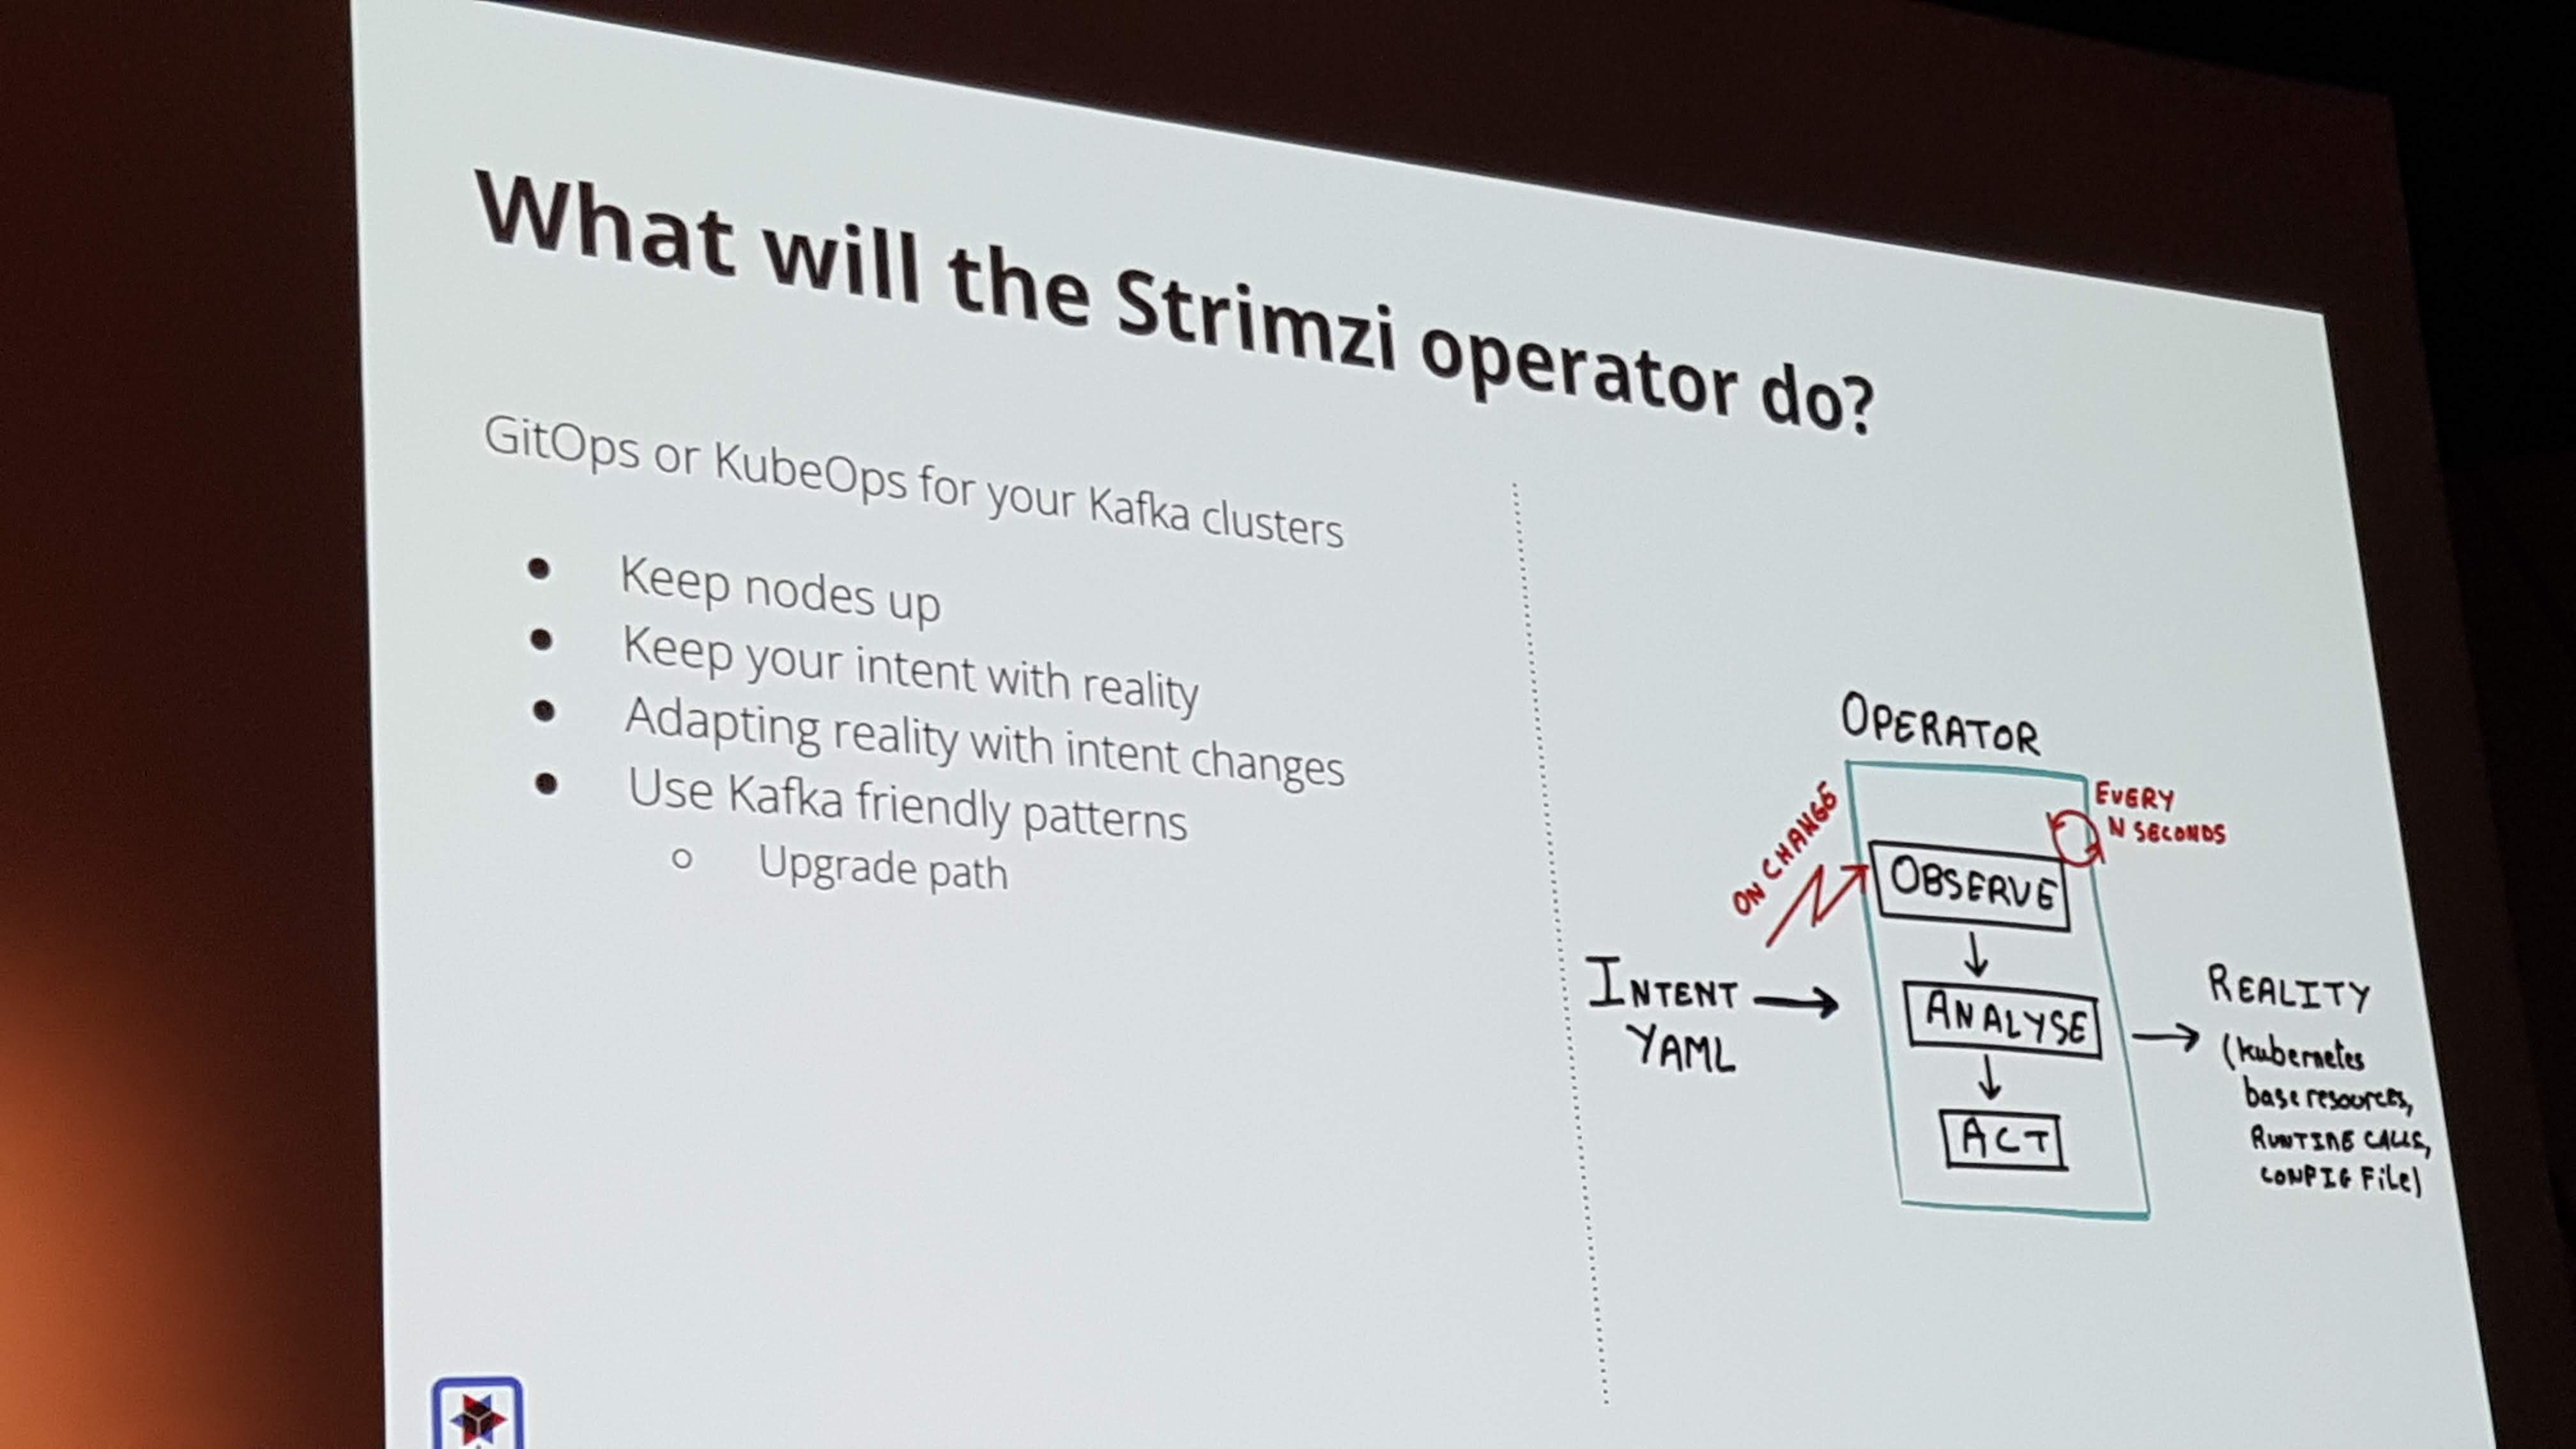 What will the Strimzi operator do?
GitOps or KubeOps for your Kafka clusters
● Keep nodes up
● Keep your intent with reality
● Adapting reality with intent changes
● Use Kafka friendly patterns
○ Upgrade path
OPERATOR
ON CHANGE
EVERY
N SECONDS
OBSERVE
INTENT
YAML
ANALYSE
ACT
REALITY
(kubernetes
base resources,
RUNTIME CALLS,
CONFIG FiLe)